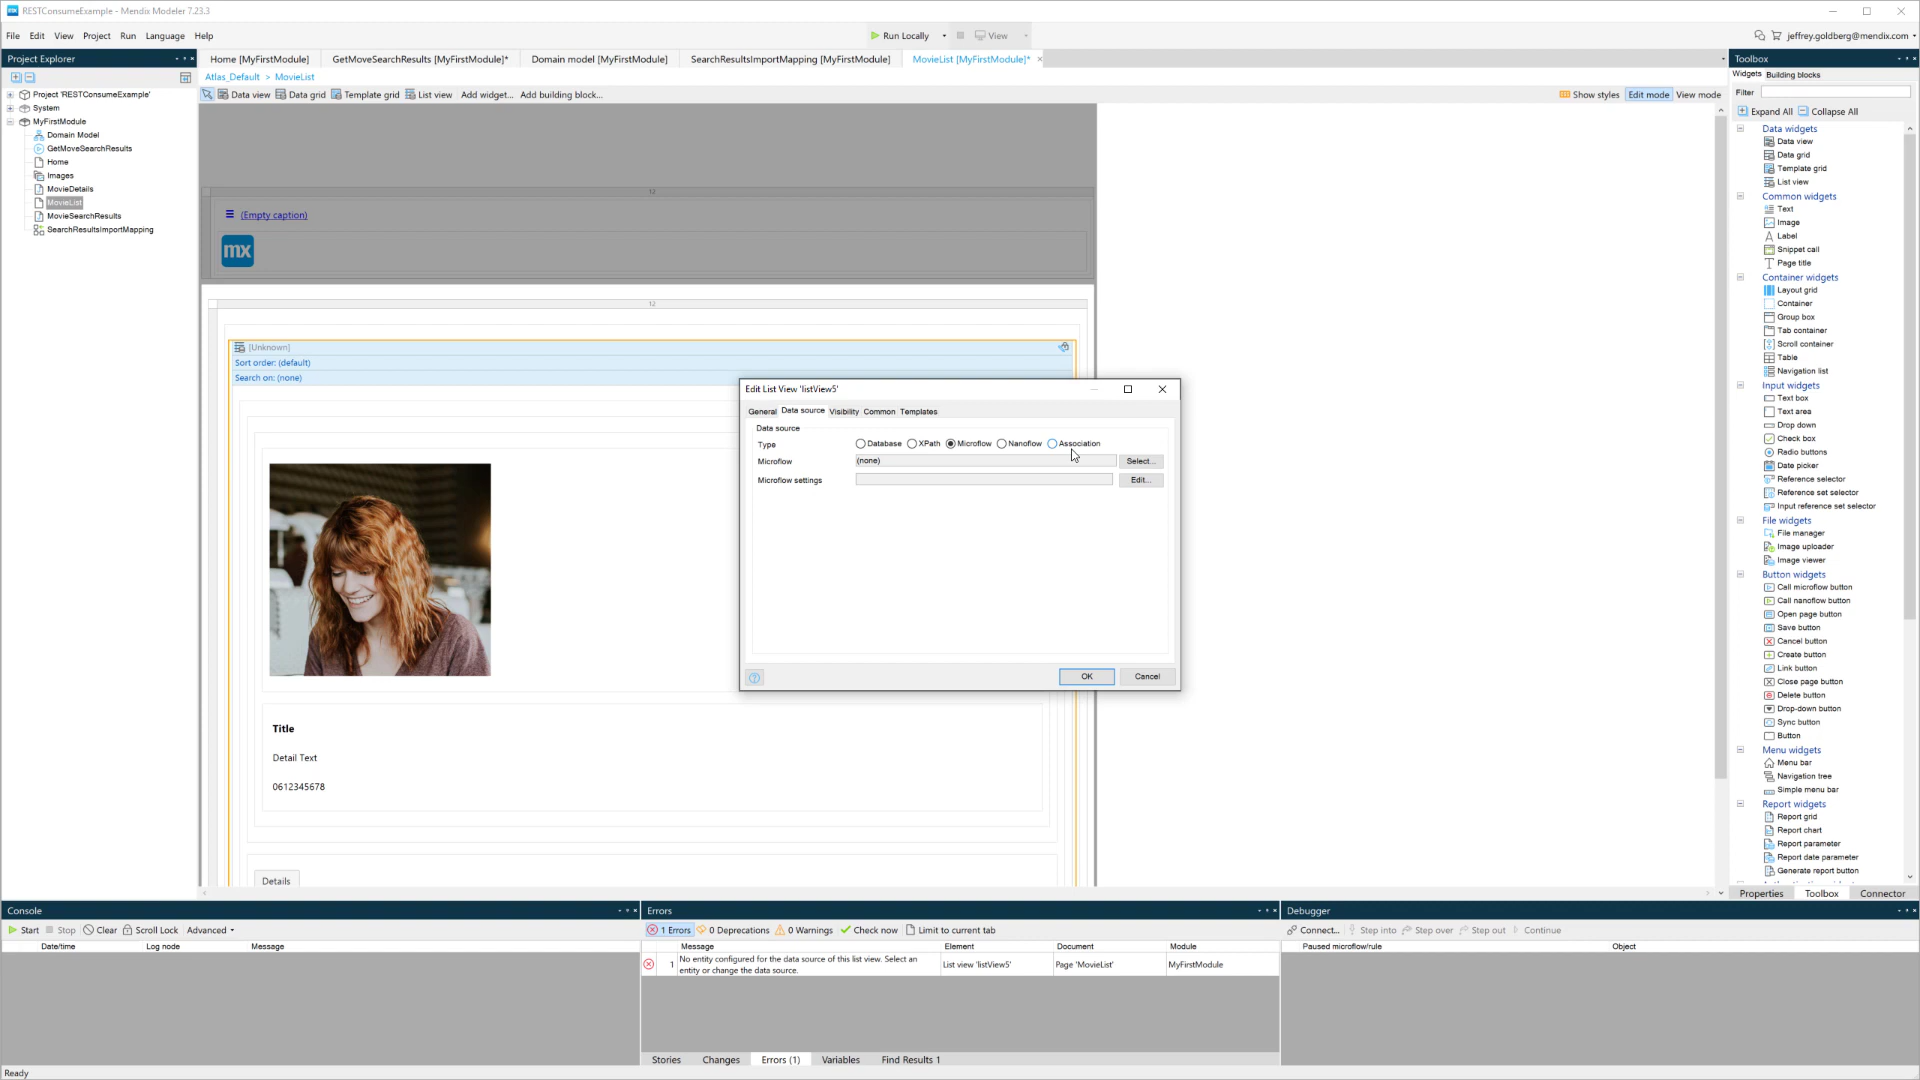 RESTConsumeExample - Mendix Modeler 7.23.3
File Edit View Project Run Language Help
Run Locally
View
jeffrey.goldberg@mendix.com
Project Explorer
Project 'RESTConsumeExample'
System
MyFirstModule
Domain Model
GetMoveSearchResults
Home
Images
MovieDetails
MovieList
MovieSearchResults
SearchResultsImportMapping
Home [MyFirstModule]
GetMoveSearchResults [MyFirstModule]*
Domain model [MyFirstModule]
SearchResultsImportMapping [MyFirstModule]
MovieList [MyFirstModule]*
Atlas_Default > MovieList
Data view Data grid Template grid List view Add widget... Add building block...
Show styles Edit mode View mode
12
(Empty caption)
mx
12
[Unknown]
Sort order: (default)
Search on: (none)
Title
Detail Text
0612345678
Details
Edit List View 'listView5'
General Data source Visibility Common Templates
Data source
Type Database XPath Microflow Nanoflow Association
Microflow (none) Select...
Microflow settings Edit...
OK Cancel
Toolbox
Widgets Building blocks
Filter
Expand All Collapse All
Data widgets
Data view
Data grid
Template grid
List view
Common widgets
Text
Image
Label
Snippet call
Page title
Container widgets
Layout grid
Container
Group box
Tab container
Scroll container
Table
Navigation list
Input widgets
Text box
Text area
Drop down
Check box
Radio buttons
Date picker
Reference selector
Reference set selector
Input reference set selector
File widgets
File manager
Image uploader
Image viewer
Button widgets
Call microflow button
Call nanoflow button
Open page button
Save button
Cancel button
Create button
Link button
Close page button
Delete button
Drop-down button
Sync button
Button
Menu widgets
Menu bar
Navigation tree
Simple menu bar
Report widgets
Report grid
Report chart
Report parameter
Report date parameter
Generate report button
Properties Toolbox Connector
Console
Start Stop Clear Scroll Lock Advanced
Date/time Log node Message
Errors
1 Errors 0 Deprecations 0 Warnings Check now Limit to current tab
Message Element Document Module
1 No entity configured for the data source of this list view. Select an
entity or change the data source.
List view 'listView5' Page 'MovieList' MyFirstModule
Stories Changes Errors (1) Variables Find Results 1
Debugger
Connect... Step into Step over Step out Continue
Paused microflow/rule Object
Ready